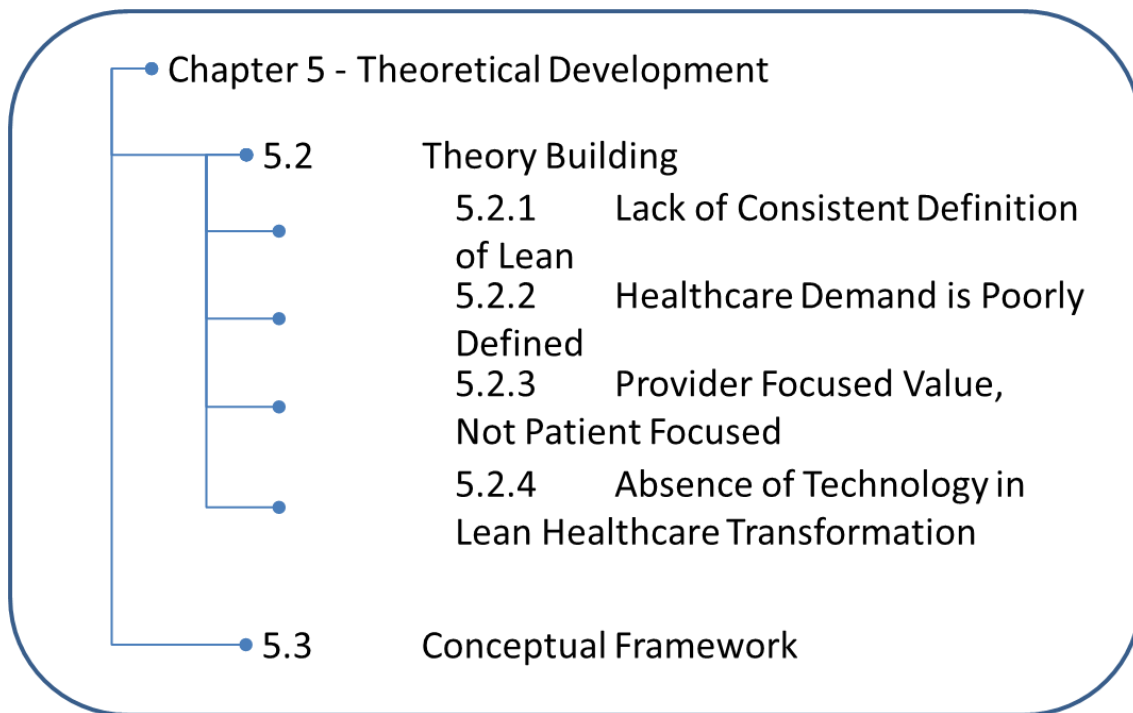 Chapter 5 - Theoretical Development
5.2 Theory Building
5.2.1 Lack of Consistent Definition
of Lean
5.2.2 Healthcare Demand is Poorly
Defined
5.2.3 Provider Focused Value,
Not Patient Focused
5.2.4 Absence of Technology in
Lean Healthcare Transformation
5.3 Conceptual Framework